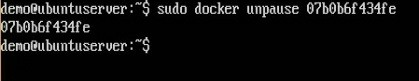 demo@ubuntuserver:~$ sudo docker unpause 07b0b6f434fe
07b0b6f434fe
demo@ubuntuserver:~$